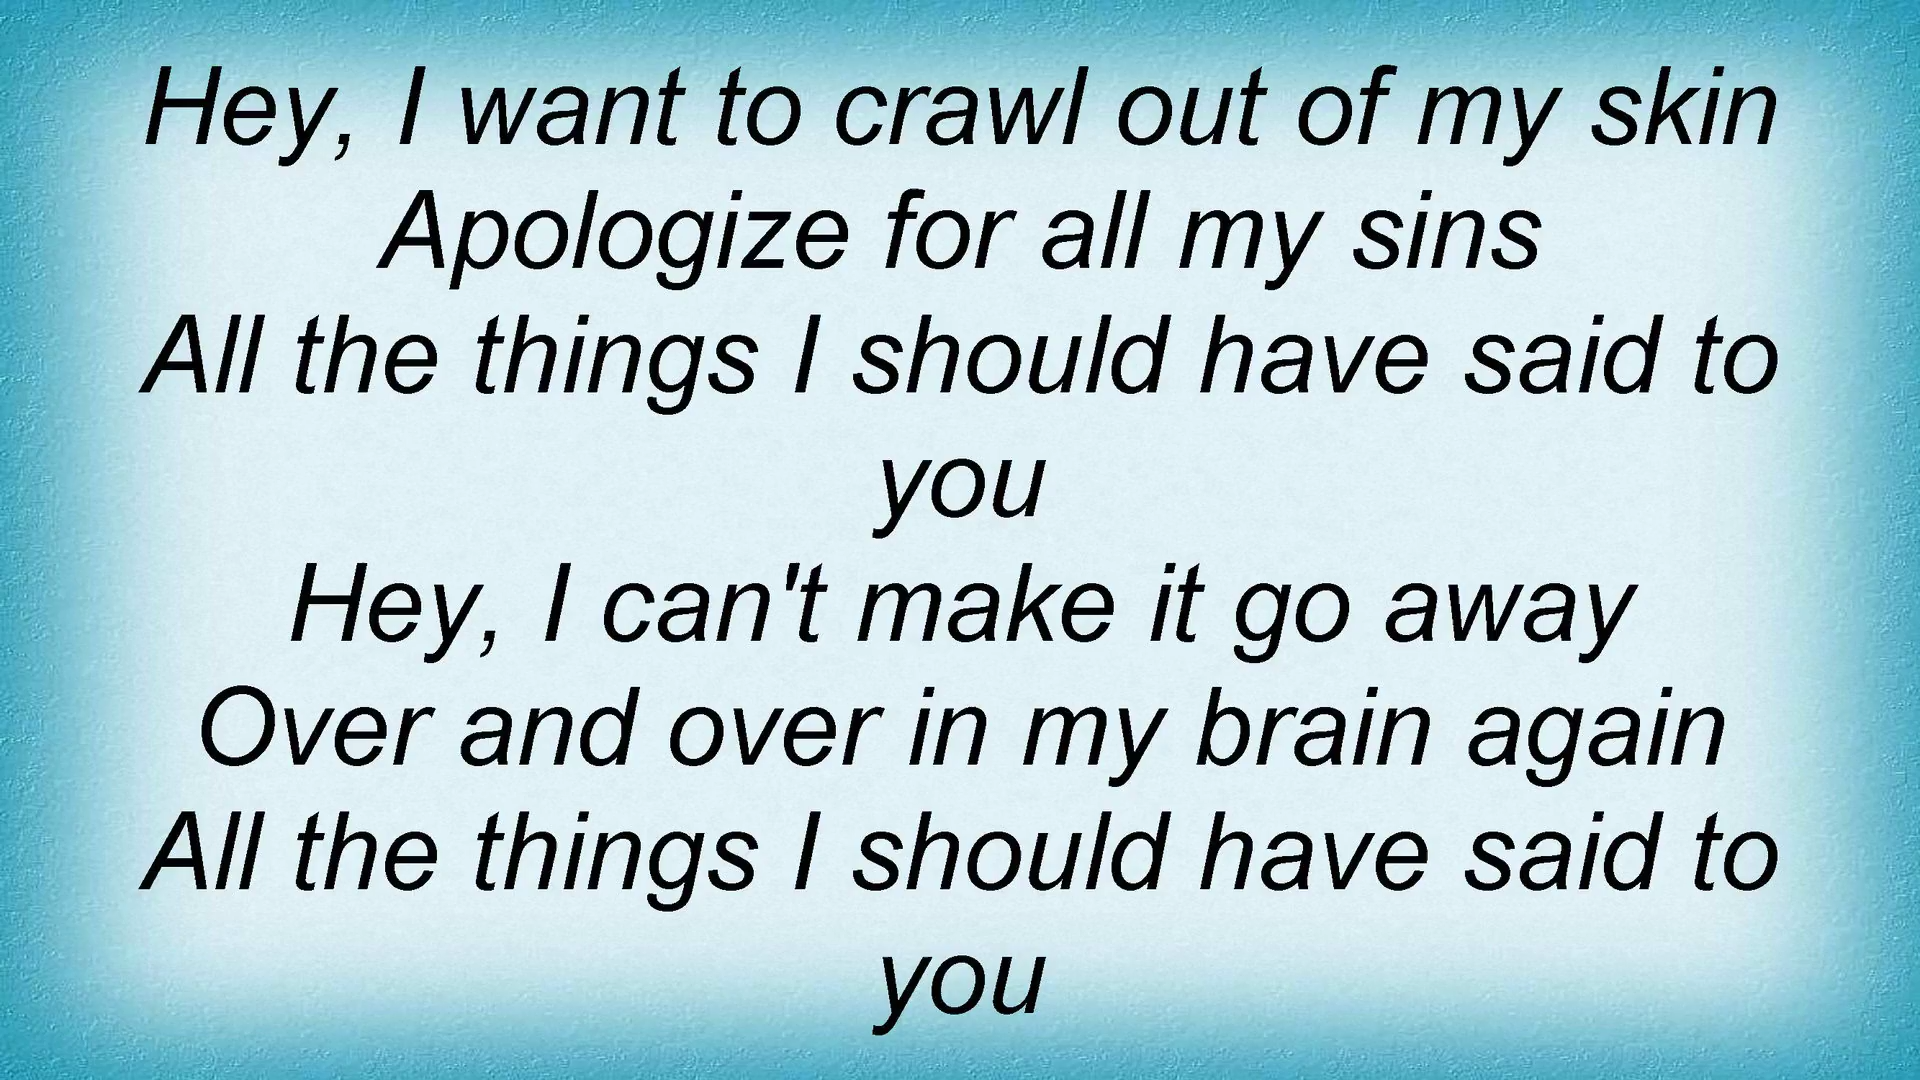 Hey, I want to crawl out of my skin
Apologize for all my sins
All the things I should have said to
you
Hey, I can't make it go away
Over and over in my brain again
All the things I should have said to
you